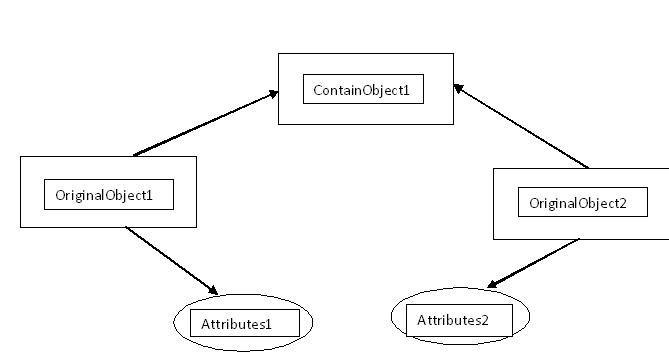 ContainObject1
OriginalObject1
OriginalObject2
Attributes1
Attributes2